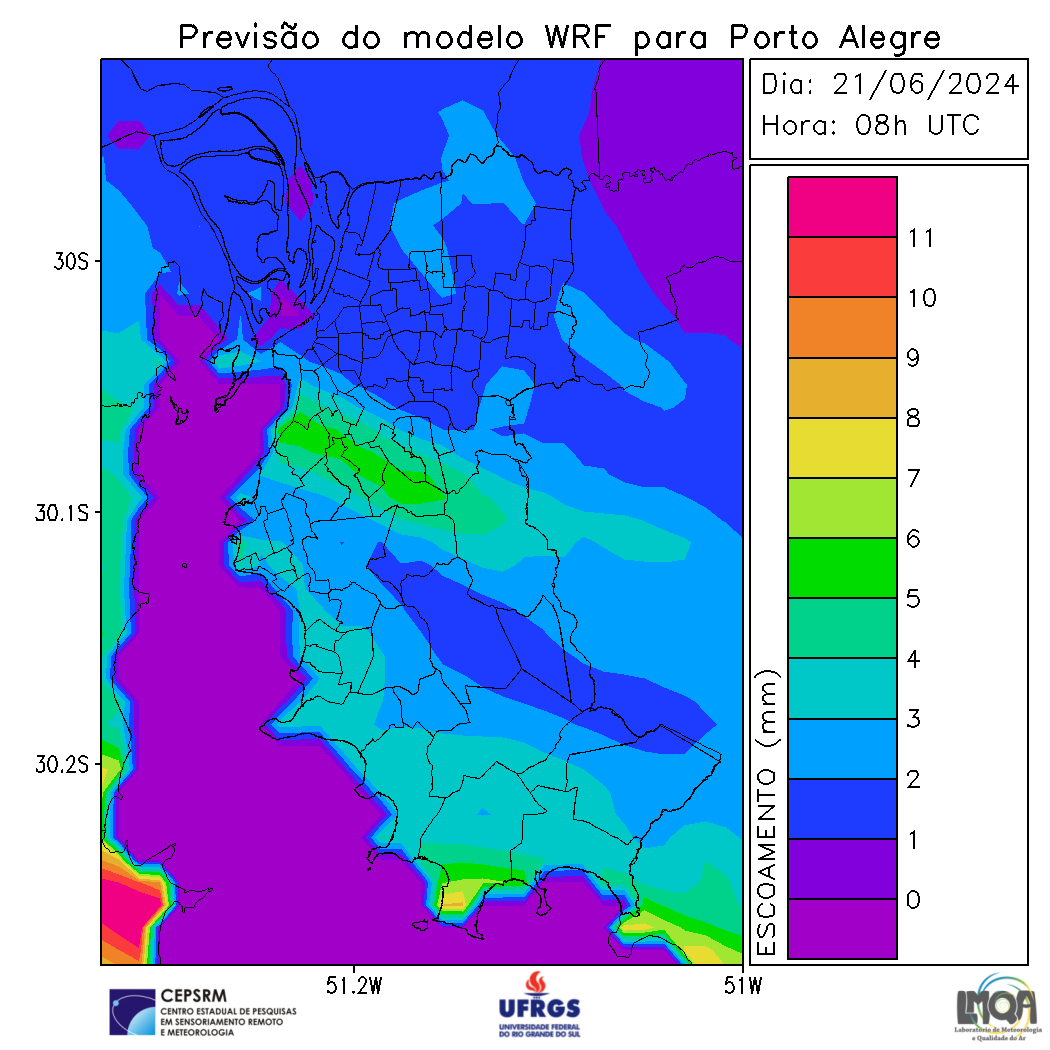 Previsão do modelo WRF para Porto Alegre
Dia: 21/06/2024
Hora: 08h UTC
11
10
9
8
7
6
5
4
3
2
1
0
ESCOAMENTO (mm)
30S
30.1S
30.2S
51.2W
51W
CEPSRM
CENTRO ESTADUAL DE PESQUISAS
EM SENSORIAMENTO REMOTO
E METEOROLOGIA
UFRGS
UNIVERSIDADE FEDERAL
DO RIO GRANDE DO SUL
LMQA
Laboratório de Meteorologia
e Qualidade do Ar